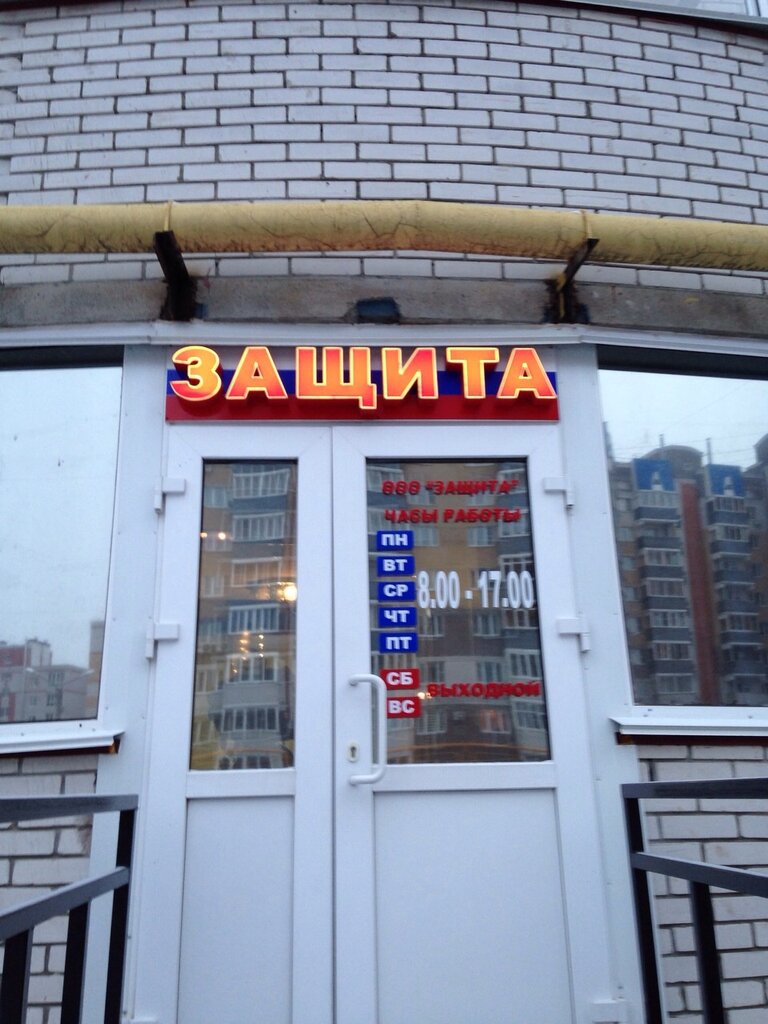 ЗАЩИТА
ООО "ЗАЩИТА"
ЧАСЫ РАБОТЫ
ПН
ВТ
СР 8.00 - 17.00
ЧТ
ПТ
СБ ВЫХОДНОЙ
ВС